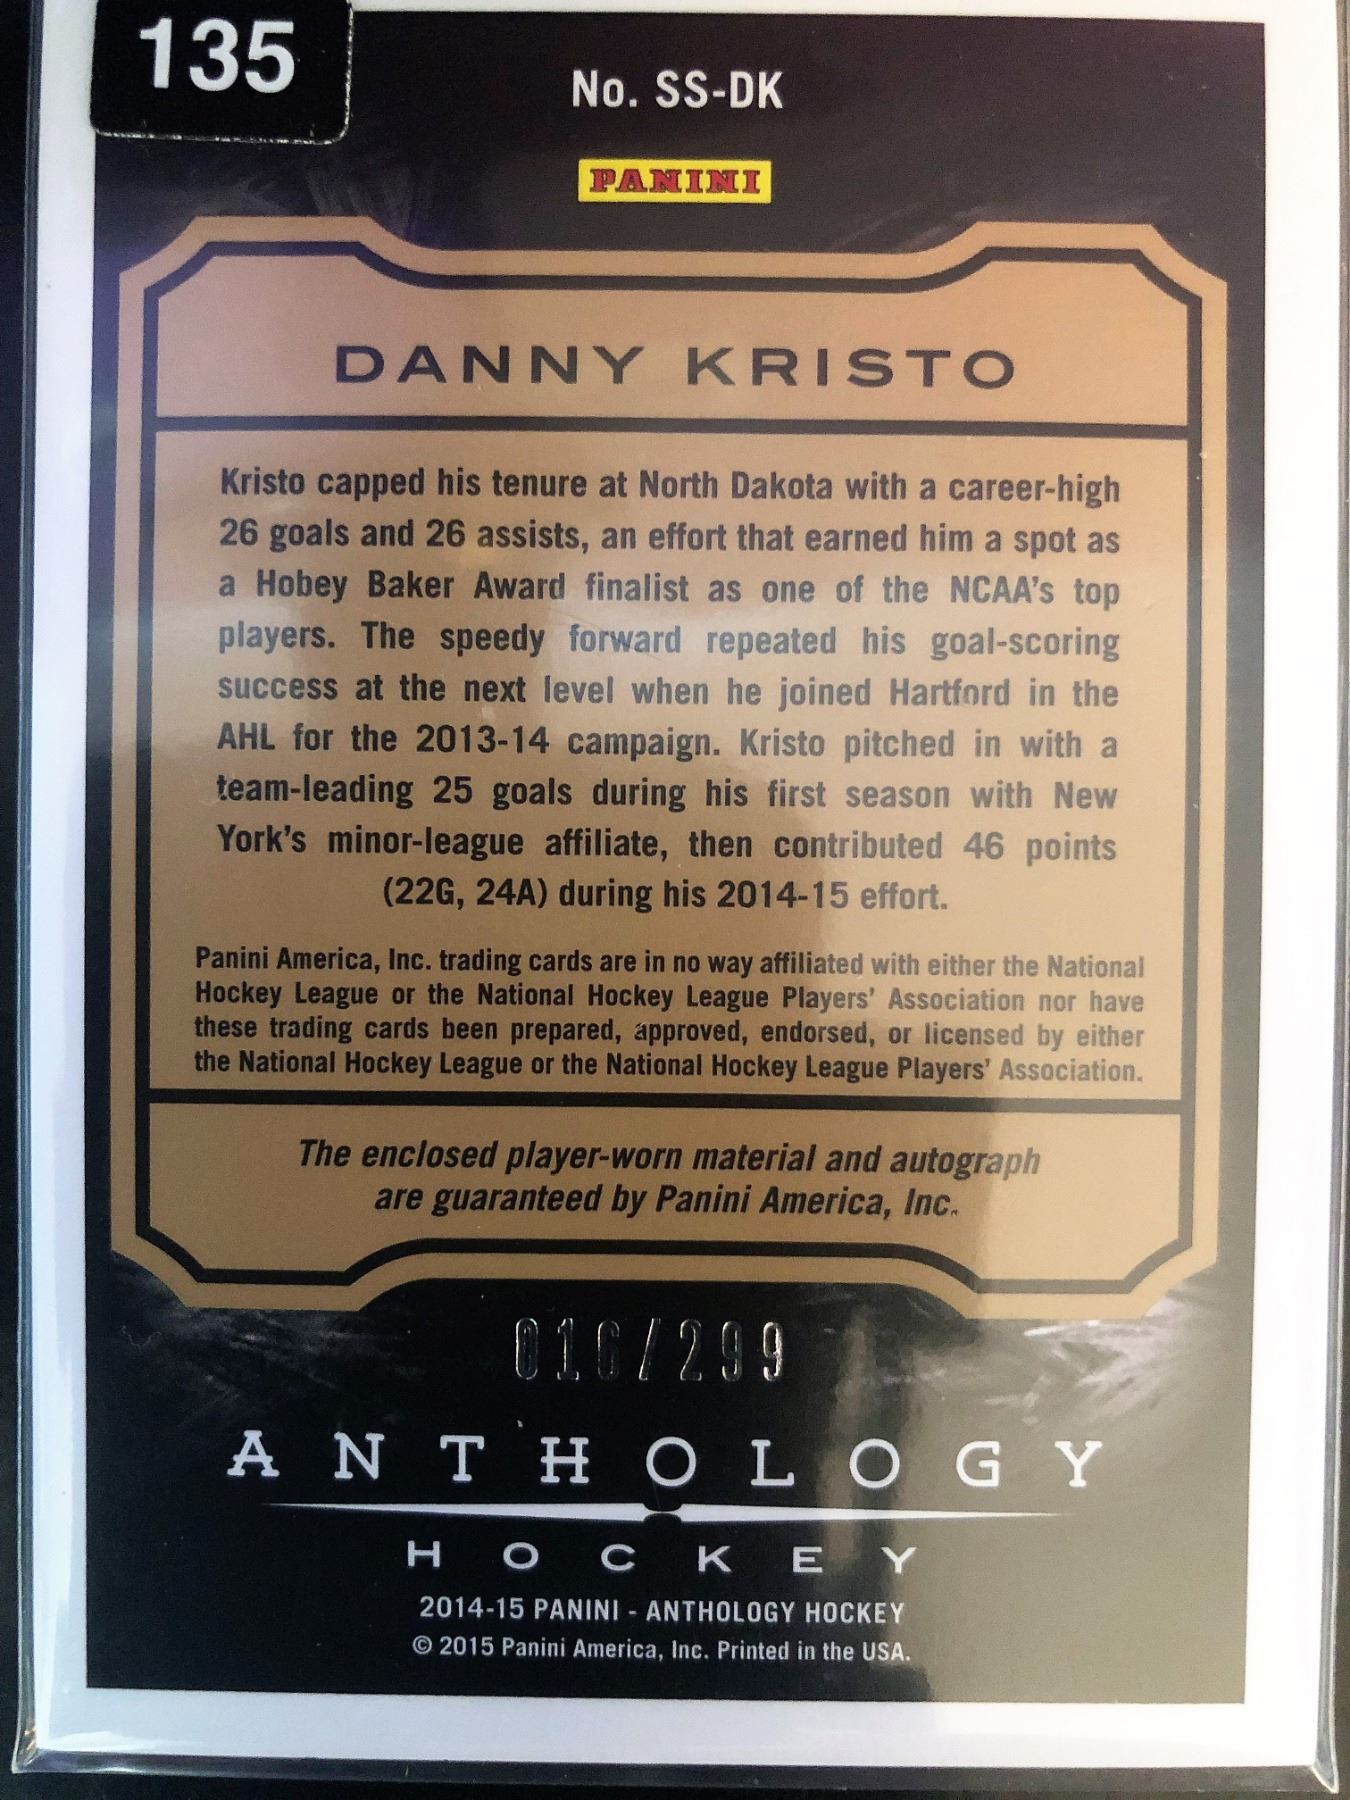 135
No. SS-DK
PANINI
DANNY KRISTO
Kristo capped his tenure at North Dakota with a career-high
26 goals and 26 assists, an effort that earned him a spot as
a Hobey Baker Award finalist as one of the NCAA's top
players. The speedy forward repeated his goal-scoring
success at the next level when he joined Hartford in the
AHL for the 2013-14 campaign. Kristo pitched in with a
team-leading 25 goals during his first season with New
York's minor-league affiliate, then contributed 46 points
(22G, 24A) during his 2014-15 effort.
Panini America, Inc. trading cards are in no way affiliated with either the National
Hockey League or the National Hockey League Players' Association nor have
these trading cards been prepared, approved, endorsed, or licensed by either
the National Hockey League or the National Hockey League Players' Association.
The enclosed player-worn material and autograph
are guaranteed by Panini America, Inc.
016/299
ANTHOLOGY
HOCKEY
2014-15 PANINI - ANTHOLOGY HOCKEY
© 2015 Panini America, Inc. Printed in the USA.